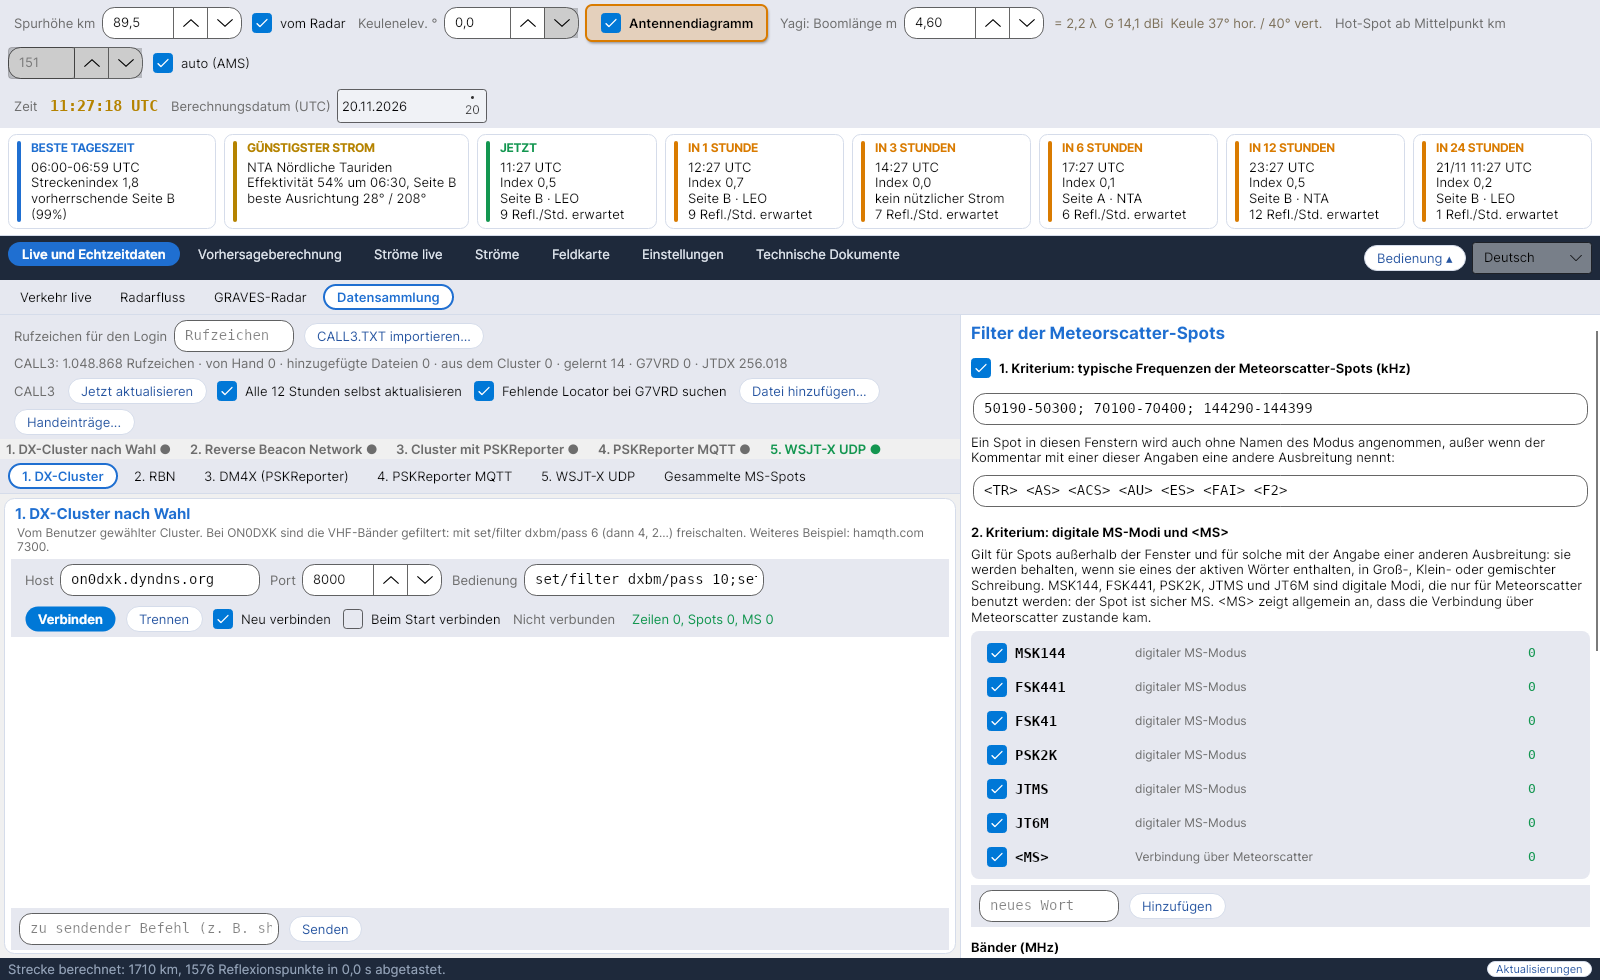 Spurhöhe km 89,5 vom Radar Keulenelev. ° 0,0 Antennendiagramm Yagi: Boomlänge m 4,60 = 2,2 λ G 14,1 dBi Keule 37° hor. / 40° vert. Hot-Spot ab Mittelpunkt km
151 auto (AMS)
Zeit 11:27:18 UTC Berechnungsdatum (UTC) 20.11.2026 20
BESTE TAGESZEIT
06:00-06:59 UTC
Streckenindex 1,8
vorherrschende Seite B
(99%)
GÜNSTIGSTER STROM
NTA Nördliche Tauriden
Effektivität 54% um 06:30, Seite B
beste Ausrichtung 28° / 208°
JETZT
11:27 UTC
Index 0,5
Seite B · LEO
9 Refl./Std. erwartet
IN 1 STUNDE
12:27 UTC
Index 0,7
Seite B · LEO
9 Refl./Std. erwartet
IN 3 STUNDEN
14:27 UTC
Index 0,0
kein nützlicher Strom
7 Refl./Std. erwartet
IN 6 STUNDEN
17:27 UTC
Index 0,1
Seite A · NTA
6 Refl./Std. erwartet
IN 12 STUNDEN
23:27 UTC
Index 0,5
Seite B · NTA
12 Refl./Std. erwartet
IN 24 STUNDEN
21/11 11:27 UTC
Index 0,2
Seite B · LEO
1 Refl./Std. erwartet
Live und Echtzeitdaten Vorhersageberechnung Ströme live Ströme Feldkarte Einstellungen Technische Dokumente Bedienung ▴ Deutsch
Verkehr live Radarfluss GRAVES-Radar Datensammlung
Rufzeichen für den Login Rufzeichen CALL3.TXT importieren...
CALL3: 1.048.868 Rufzeichen · von Hand 0 · hinzugefügte Dateien 0 · aus dem Cluster 0 · gelernt 14 · G7VRD 0 · JTDX 256.018
CALL3 Jetzt aktualisieren Alle 12 Stunden selbst aktualisieren Fehlende Locator bei G7VRD suchen Datei hinzufügen...
Handeinträge...
1. DX-Cluster nach Wahl ● 2. Reverse Beacon Network ● 3. Cluster mit PSKReporter ● 4. PSKReporter MQTT ● 5. WSJT-X UDP ●
1. DX-Cluster 2. RBN 3. DM4X (PSKReporter) 4. PSKReporter MQTT 5. WSJT-X UDP Gesammelte MS-Spots
1. DX-Cluster nach Wahl
Vom Benutzer gewählter Cluster. Bei ON0DXK sind die VHF-Bänder gefiltert: mit set/filter dxbm/pass 6 (dann 4, 2...) freischalten. Weiteres Beispiel: hamqth.com
7300.
Host on0dxk.dyndns.org Port 8000 Bedienung set/filter dxbm/pass 10;se
Verbinden Trennen Neu verbinden Beim Start verbinden Nicht verbunden Zeilen 0, Spots 0, MS 0
zu sendender Befehl (z. B. sh Senden
Filter der Meteorscatter-Spots
1. Kriterium: typische Frequenzen der Meteorscatter-Spots (kHz)
50190-50300; 70100-70400; 144290-144399
Ein Spot in diesen Fenstern wird auch ohne Namen des Modus angenommen, außer wenn der
Kommentar mit einer dieser Angaben eine andere Ausbreitung nennt:
<TR> <AS> <ACS> <AU> <ES> <FAI> <F2>
2. Kriterium: digitale MS-Modi und <MS>
Gilt für Spots außerhalb der Fenster und für solche mit der Angabe einer anderen Ausbreitung: sie
werden behalten, wenn sie eines der aktiven Wörter enthalten, in Groß-, Klein- oder gemischter
Schreibung. MSK144, FSK441, PSK2K, JTMS und JT6M sind digitale Modi, die nur für Meteorscatter
benutzt werden: der Spot ist sicher MS. <MS> zeigt allgemein an, dass die Verbindung über
Meteorscatter zustande kam.
MSK144 digitaler MS-Modus 0
FSK441 digitaler MS-Modus 0
FSK41 digitaler MS-Modus 0
PSK2K digitaler MS-Modus 0
JTMS digitaler MS-Modus 0
JT6M digitaler MS-Modus 0
<MS> Verbindung über Meteorscatter 0
neues Wort Hinzufügen
Bänder (MHz)
Strecke berechnet: 1710 km, 1576 Reflexionspunkte in 0,0 s abgetastet. Aktualisierungen